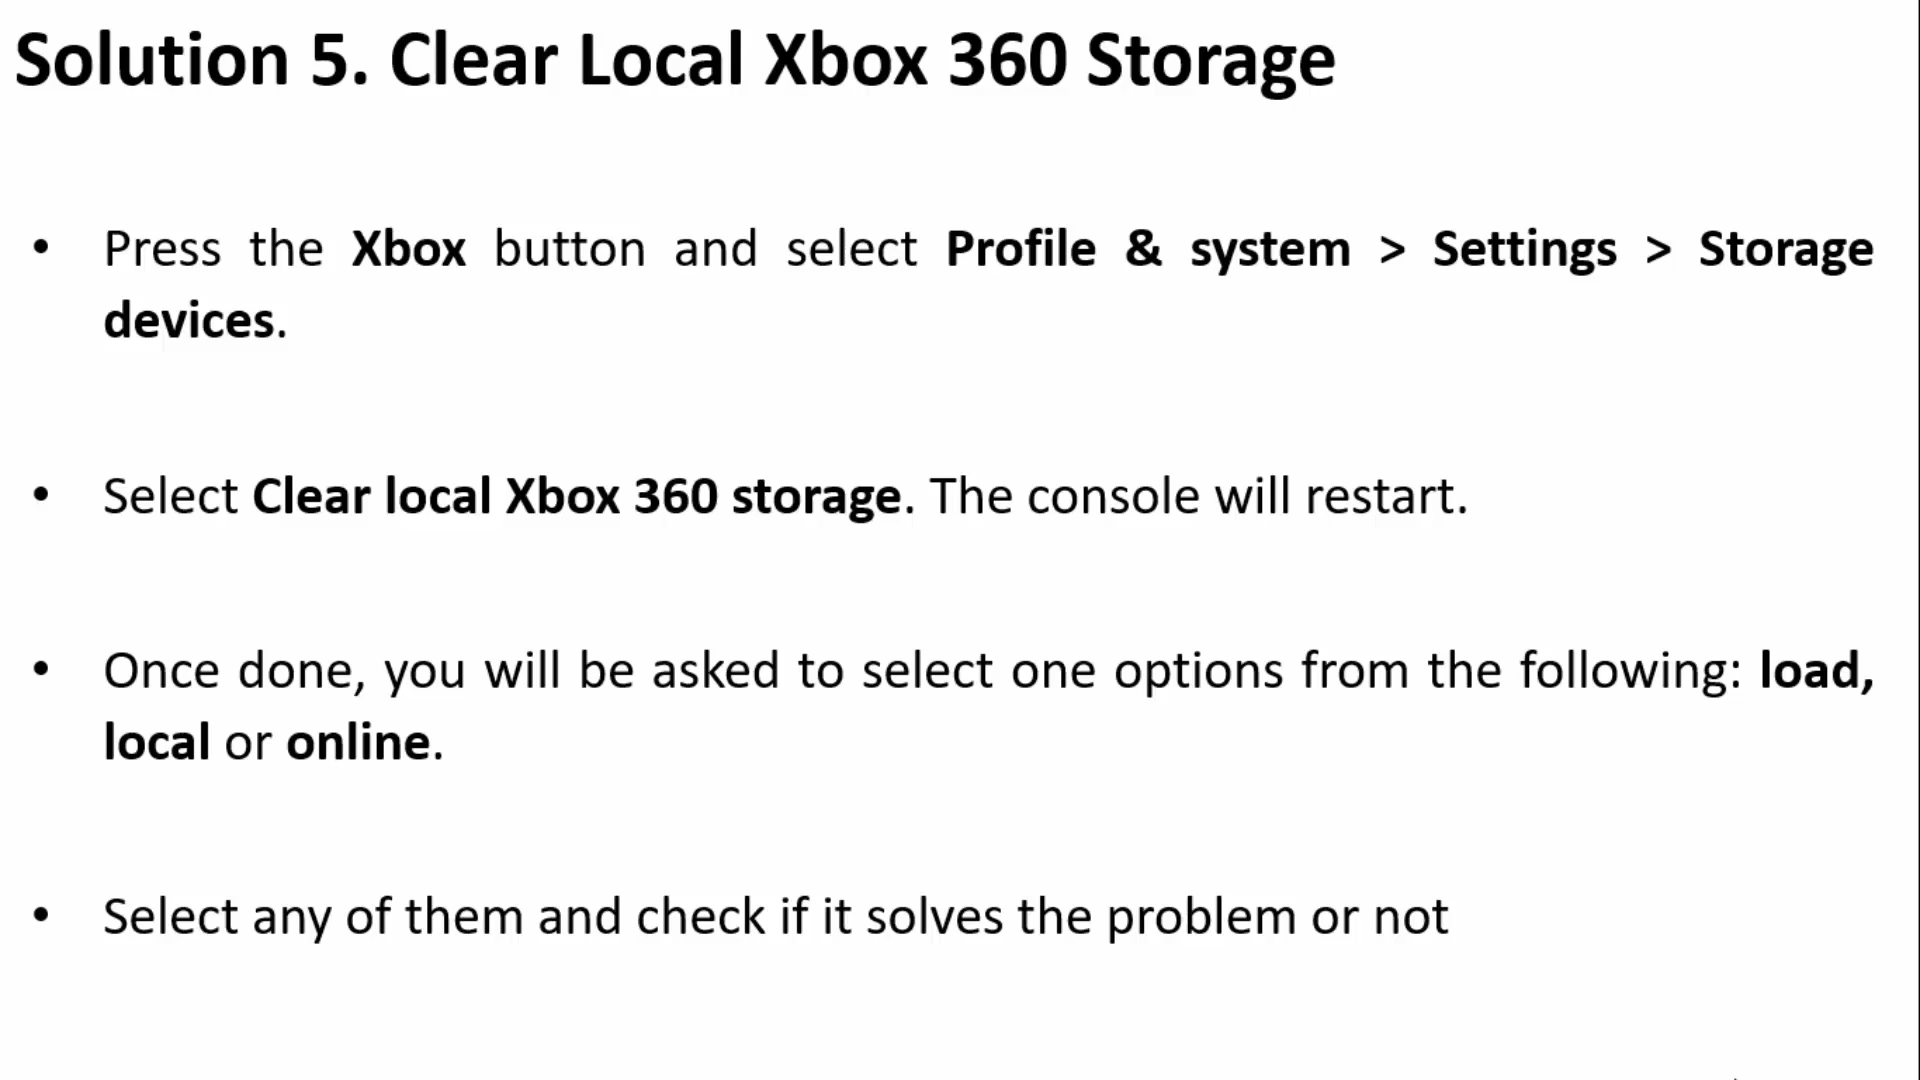 Solution 5. Clear Local Xbox 360 Storage
• Press the Xbox button and select Profile & system > Settings > Storage
devices.
• Select Clear local Xbox 360 storage. The console will restart.
• Once done, you will be asked to select one options from the following: load,
local or online.
• Select any of them and check if it solves the problem or not